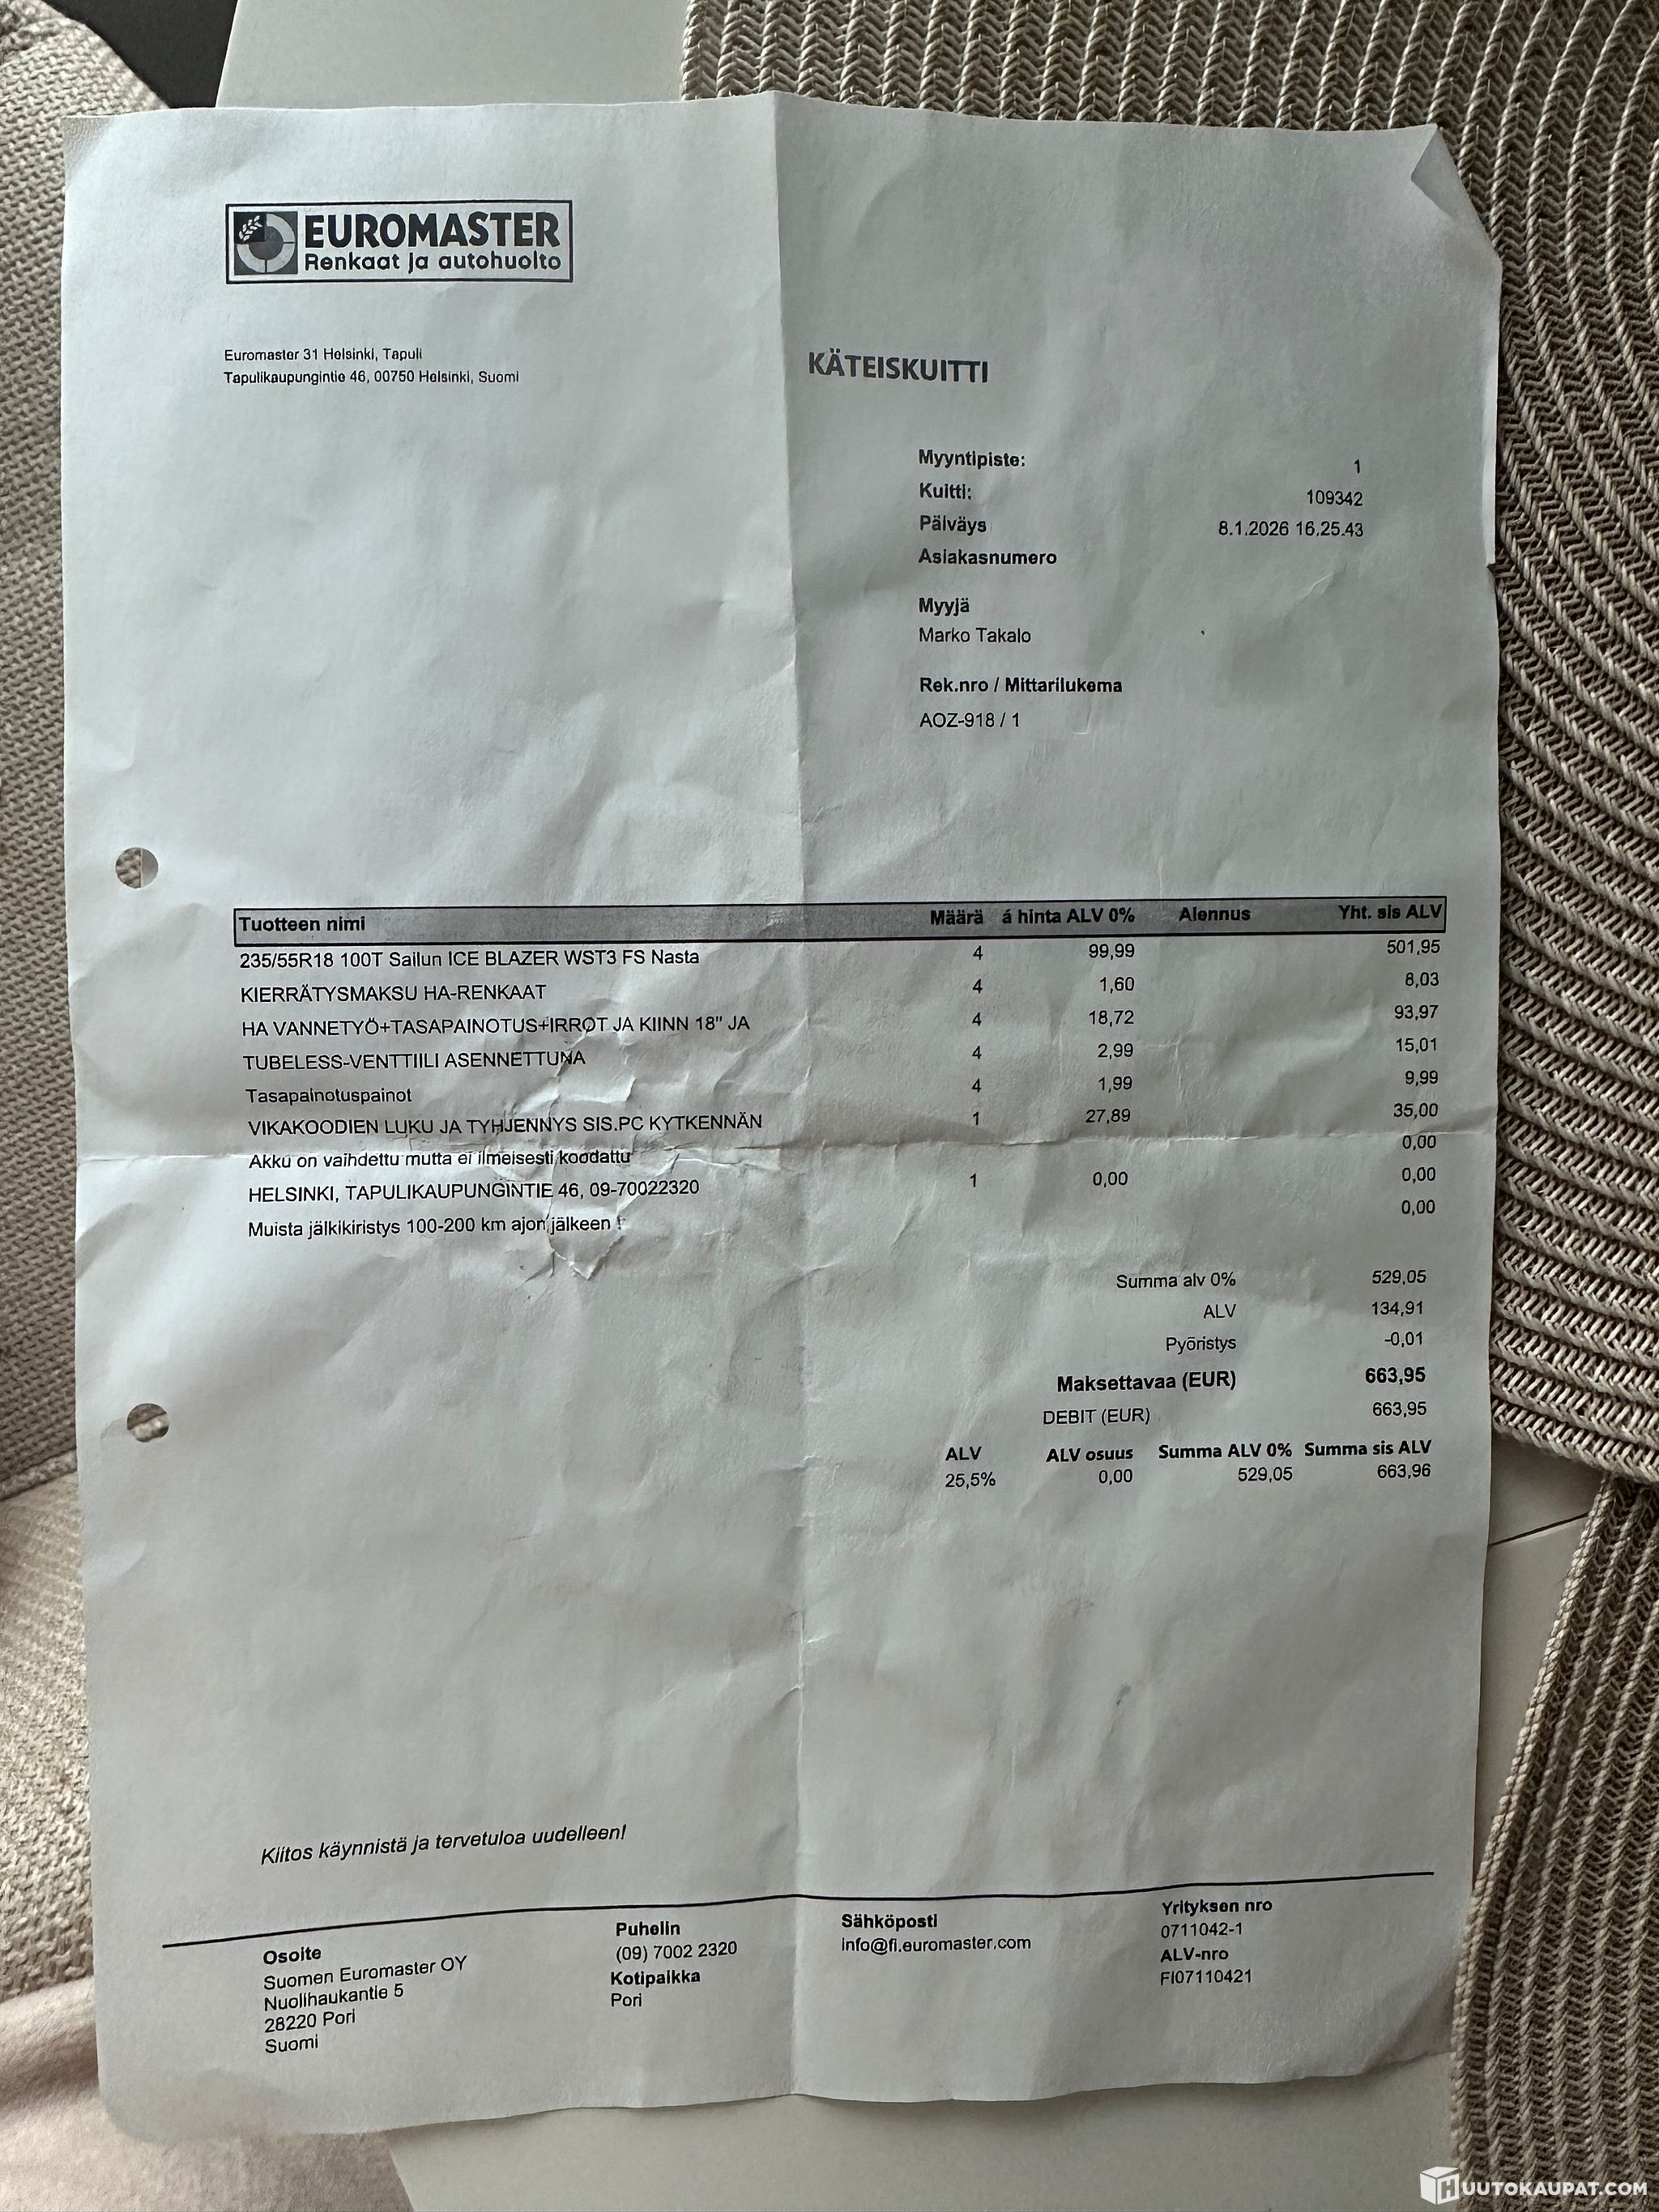 EUROMASTER
Renkaat ja autohuolto
Euromaster 31 Helsinki, Tapuli
Tapulikaupungintie 46, 00750 Helsinki, Suomi
KÄTEISKUITTI
Myyntipiste: 1
Kuitti: 109342
Päiväys 8.1.2026 16.25.43
Asiakasnumero
Myyjä
Marko Takalo
Rek.nro / Mittarilukema
AOZ-918 / 1
Tuotteen nimi Määrä á hinta ALV 0% Alennus Yht. sis ALV
235/55R18 100T Sailun ICE BLAZER WST3 FS Nasta 4 99,99 501,95
KIERRÄTYSMAKSU HA-RENKAAT 4 1,60 8,03
HA VANNETYÖ+TASAPAINOTUS+IRROT JA KIINN 18" JA 4 18,72 93,97
TUBELESS-VENTTIILI ASENNETTUNA 4 2,99 15,01
Tasapainotuspainot 4 1,99 9,99
VIKAKOODIEN LUKU JA TYHJENNYS SIS.PC KYTKENNÄN 1 27,89 35,00
Akku on vaihdettu mutta ei ilmeisesti koodattu 0,00
HELSINKI, TAPULIKAUPUNGINTIE 46, 09-70022320 1 0,00 0,00
Muista jälkikiristys 100-200 km ajon jälkeen ! 0,00
Summa alv 0% 529,05
ALV 134,91
Pyöristys -0,01
Maksettavaa (EUR) 663,95
DEBIT (EUR) 663,95
ALV ALV osuus Summa ALV 0% Summa sis ALV
25,5% 0,00 529,05 663,96
Kiitos käynnistä ja tervetuloa uudelleen!
Osoite
Suomen Euromaster OY
Nuolihaukantie 5
28220 Pori
Suomi
Puhelin
(09) 7002 2320
Kotipaikka
Pori
Sähköposti
info@fi.euromaster.com
Yrityksen nro
0711042-1
ALV-nro
FI07110421
HUUTOKAUPAT.COM